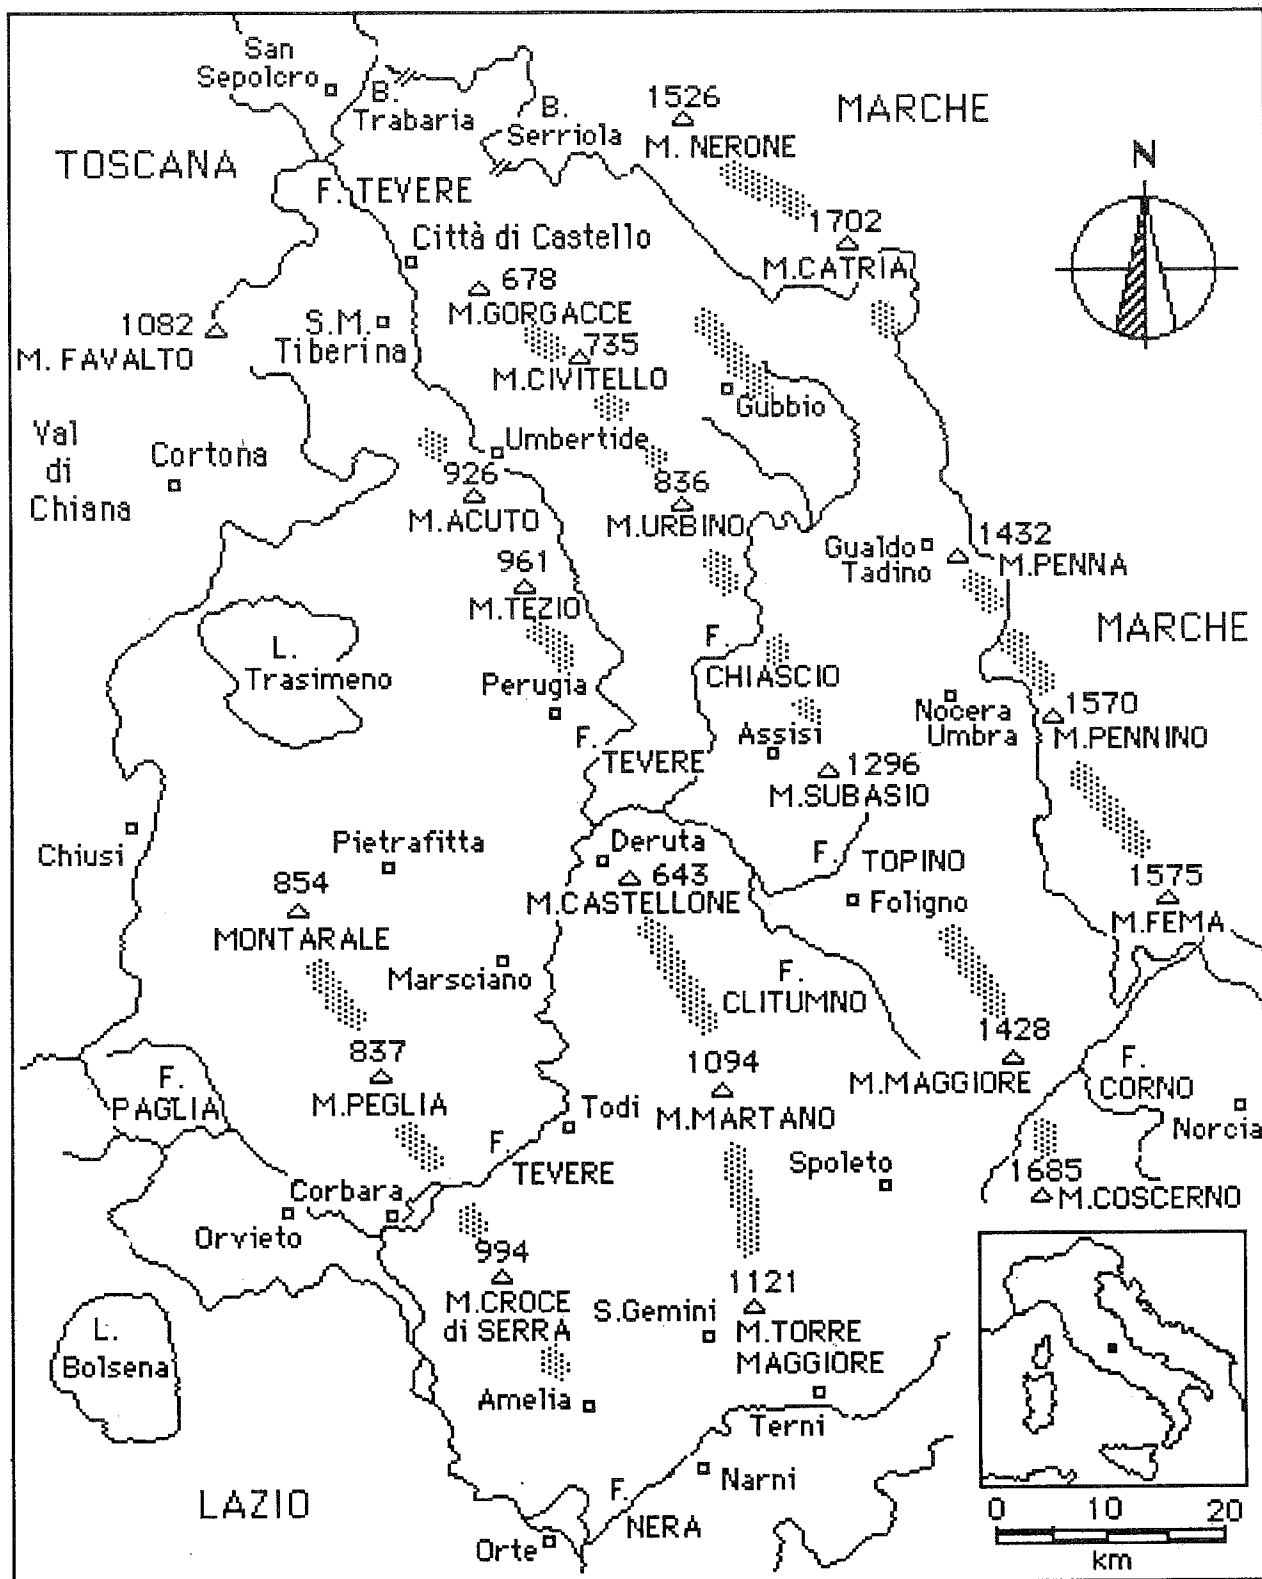 San
Sepolcro
B.
Trabaria
B.
Serriola
1526
M. NERONE
MARCHE
TOSCANA
F. TEVERE
N
Città di Castello
1702
M.CATRIA
678
M.GORGACCE
1082
M. FAVALTO
S.M.
Tiberina
735
M.CIVITELLO
Gubbio
Val
di
Chiana
Cortona
Umbertide
926
M.ACUTO
836
M.URBINO
Gualdo
Tadino
1432
M.PENNA
961
M.TEZIO
MARCHE
L.
Trasimeno
F.
CHIASCIO
Perugia
Nocera
Umbra
1570
M.PENNINO
F.
TEVERE
Assisi
1296
M.SUBASIO
Chiusi
Pietrafitta
Deruta
F.
TOPINO
854
MONTARALE
643
M.CASTELLONE
Foligno
1575
M.FEMA
Marsciano
F.
CLITUMNO
837
M.PEGLIA
1094
M.MARTANO
1428
M.MAGGIORE
F.
CORNO
Norcia
F.
PAGLIA
Todi
F.
TEVERE
Spoleto
1685
M.COSCERNO
Corbara
Orvieto
994
M.CROCE
di SERRA
1121
M.TORRE
MAGGIORE
S.Gemini
L.
Bolsena
Amelia
Terni
Narni
LAZIO
F.
NERA
Orte
0 10 20
km